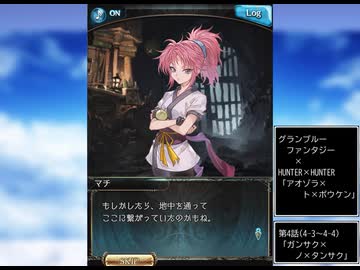 ON
Log
マチ
もしかしたら、地中を通って
ここに繋がっているのかもね。
Skip
グランブルー
ファンタジー
×
HUNTER×HUNTER
「アオゾラ×
ト×ボウケン」
第4話(4-3〜4-4)
「ガンサク×
ノ×タンサク」